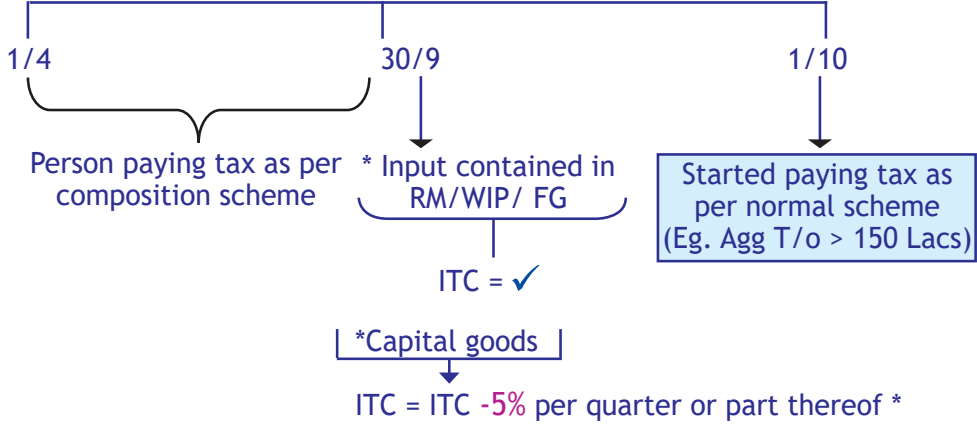 1/4
30/9
1/10
Person paying tax as per
composition scheme
* Input contained in
RM/WIP/ FG
Started paying tax as
per normal scheme
(Eg. Agg T/o > 150 Lacs)
ITC = ✓
*Capital goods
ITC = ITC -5% per quarter or part thereof *